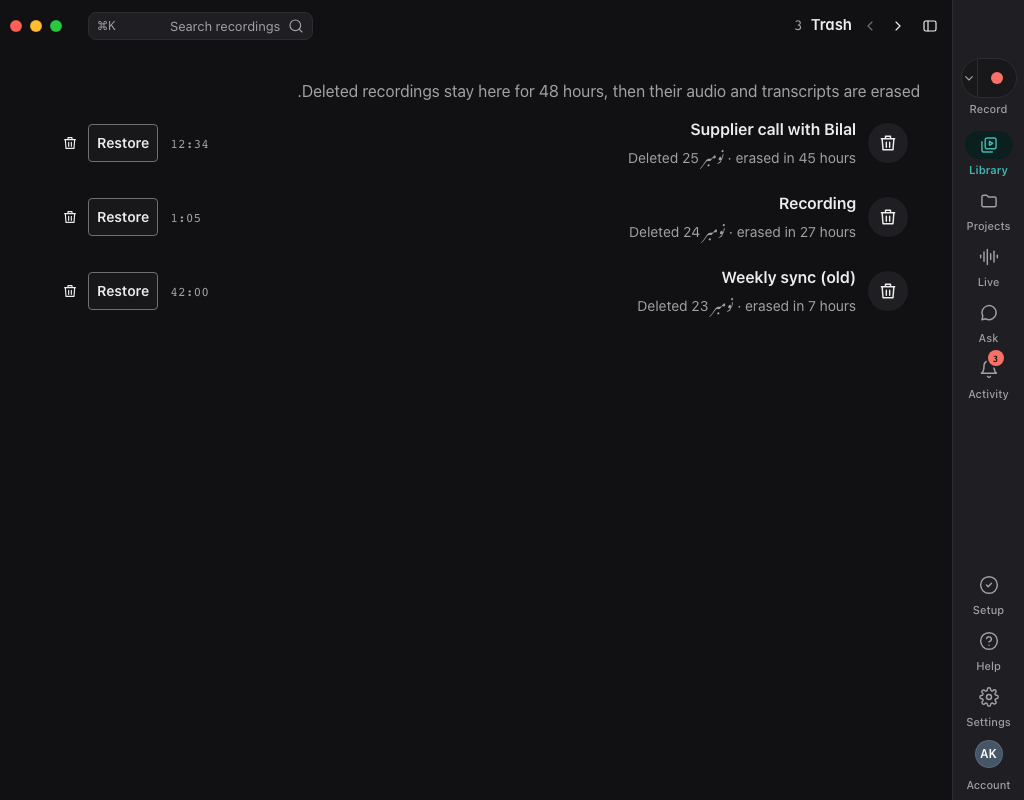 ⌘K Search recordings
3 Trash
.Deleted recordings stay here for 48 hours, then their audio and transcripts are erased
Supplier call with Bilal
Deleted 25 نومبر · erased in 45 hours
12:34
Restore
Recording
Deleted 24 نومبر · erased in 27 hours
1:05
Restore
Weekly sync (old)
Deleted 23 نومبر · erased in 7 hours
42:00
Restore
Record
Library
Projects
Live
Ask
3
Activity
Setup
Help
Settings
AK
Account